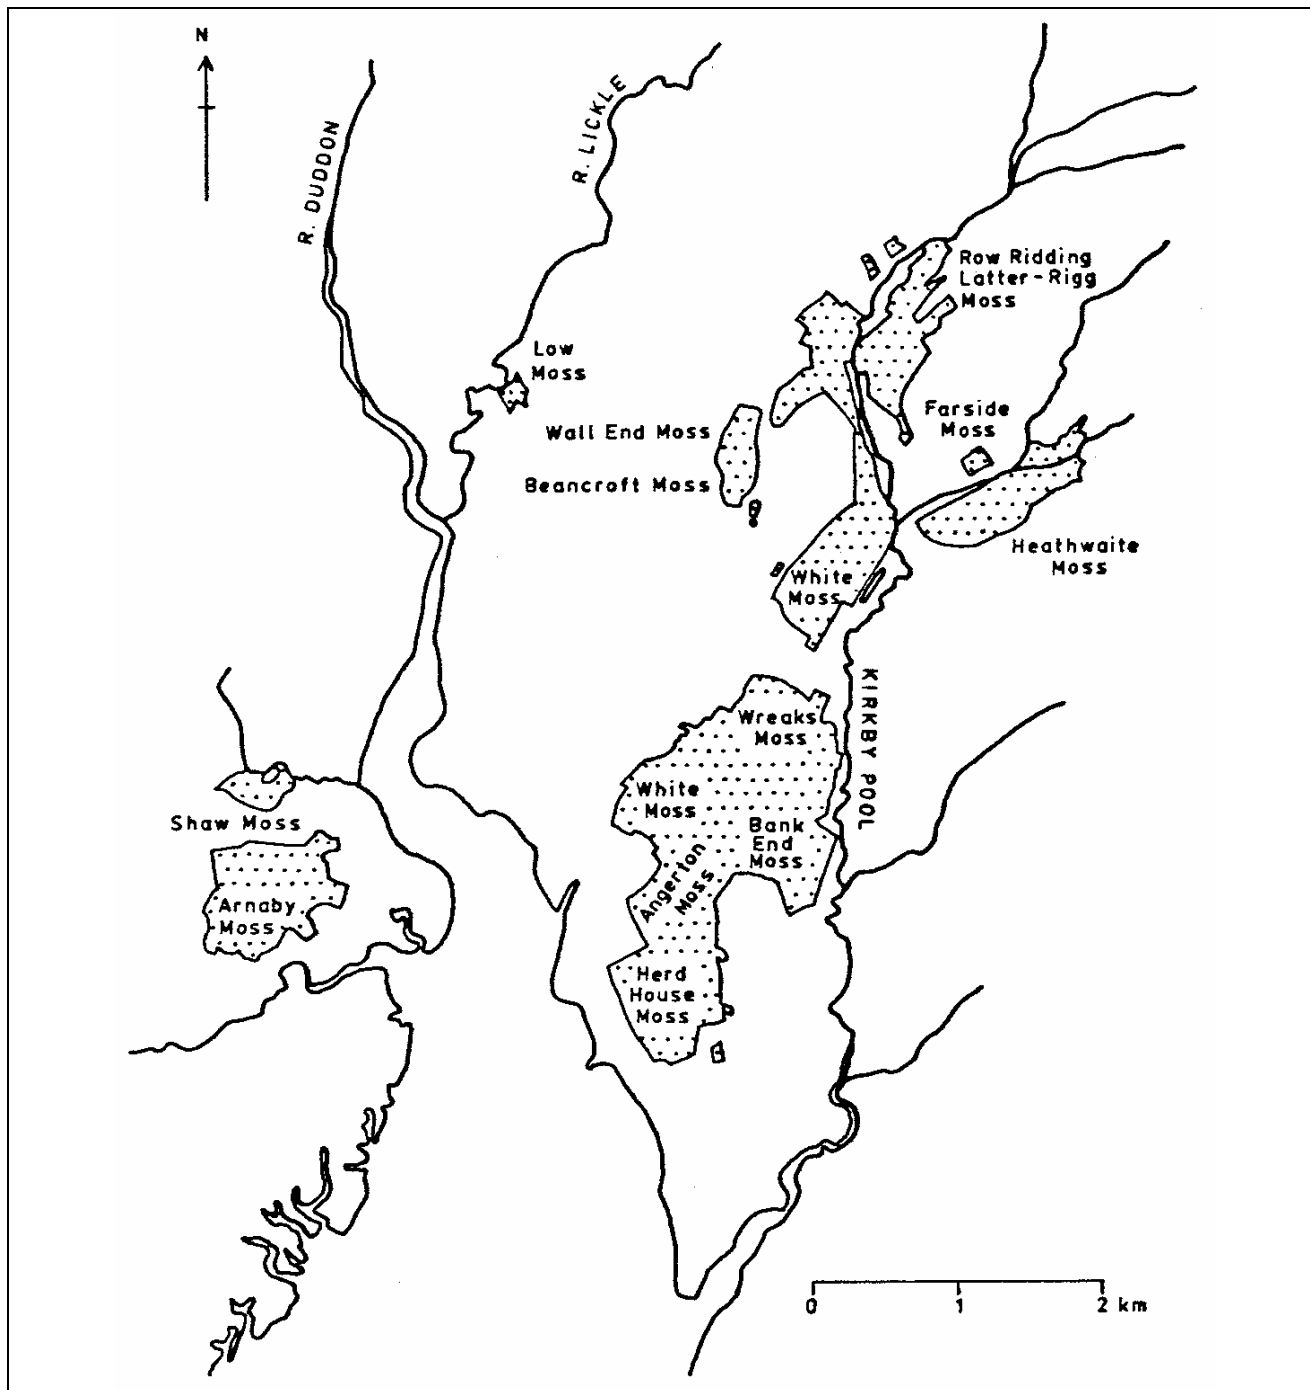 N
R. DUDDON
R. LICKLE
Row Ridding
Latter-Rigg
Moss
Low
Moss
Farside
Moss
Wall End Moss
Beancroft Moss
Heathwaite
Moss
White
Moss
KIRKBY POOL
Wreaks
Moss
White
Moss
Shaw Moss
Bank
End
Moss
Angerton
Moss
Arnaby
Moss
Herd
House
Moss
0 1 2 km